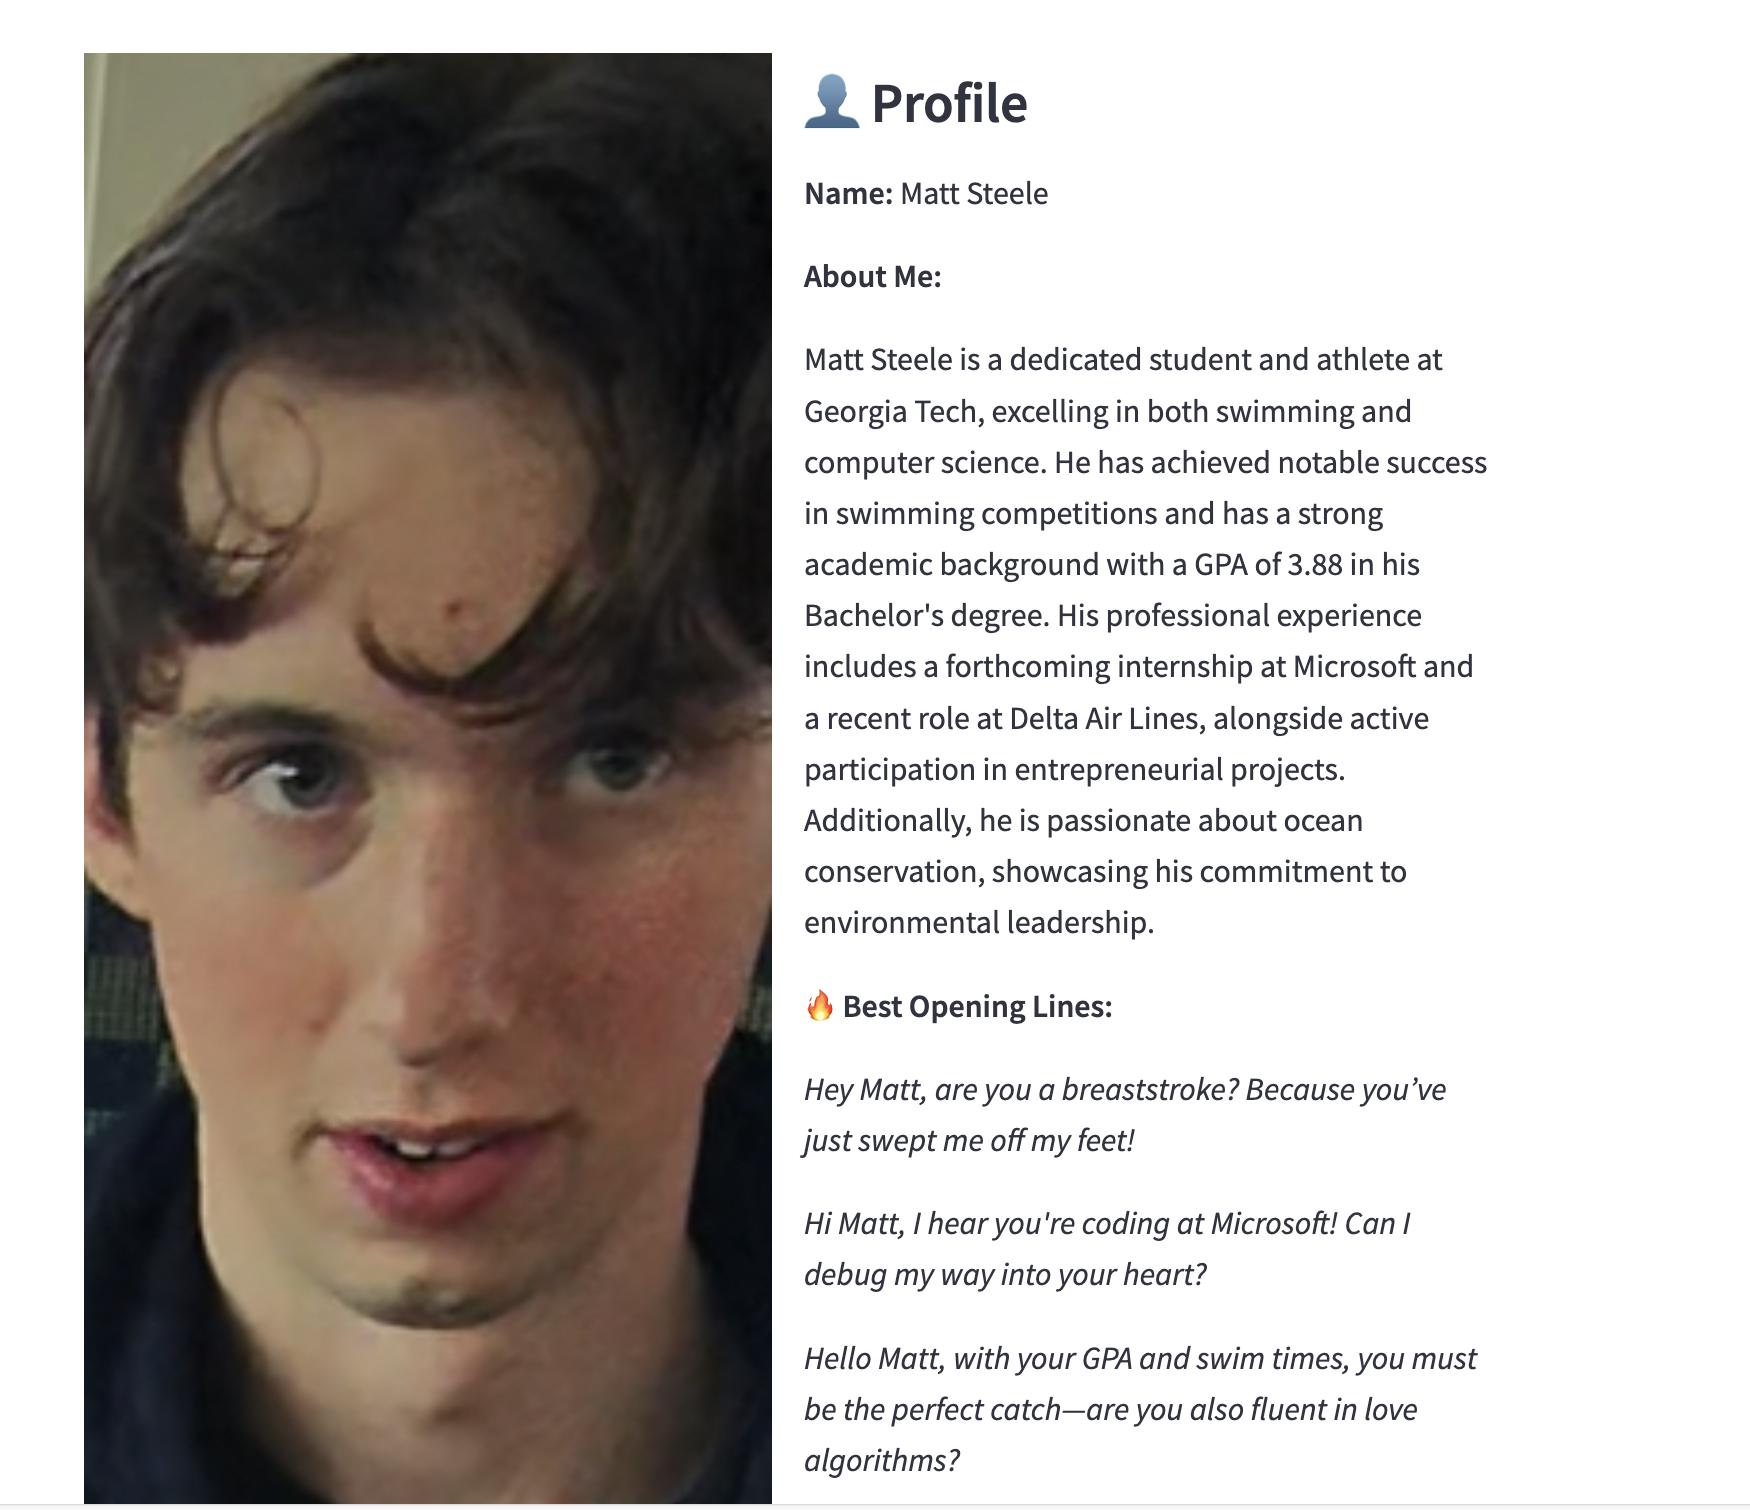 👤 Profile
Name: Matt Steele
About Me:
Matt Steele is a dedicated student and athlete at
Georgia Tech, excelling in both swimming and
computer science. He has achieved notable success
in swimming competitions and has a strong
academic background with a GPA of 3.88 in his
Bachelor's degree. His professional experience
includes a forthcoming internship at Microsoft and
a recent role at Delta Air Lines, alongside active
participation in entrepreneurial projects.
Additionally, he is passionate about ocean
conservation, showcasing his commitment to
environmental leadership.
🔥 Best Opening Lines:
Hey Matt, are you a breaststroke? Because you’ve
just swept me off my feet!
Hi Matt, I hear you're coding at Microsoft! Can I
debug my way into your heart?
Hello Matt, with your GPA and swim times, you must
be the perfect catch—are you also fluent in love
algorithms?